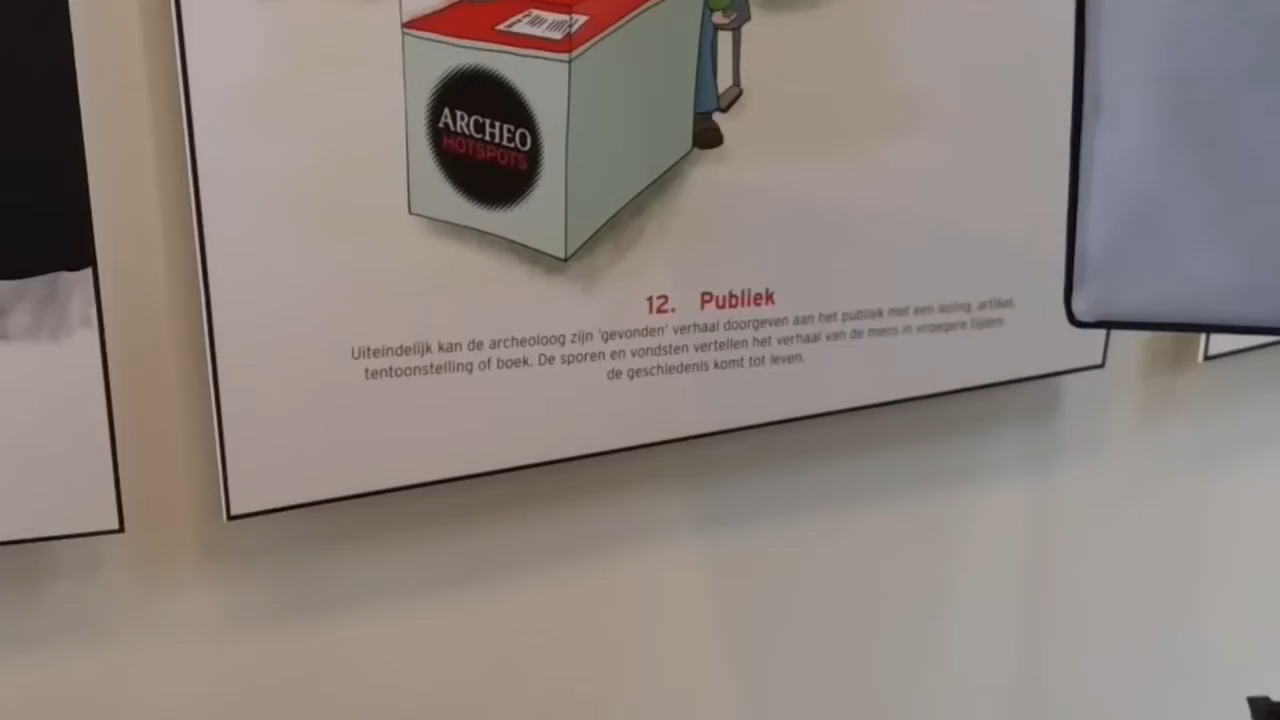 ARCHEO
HOTSPOTS
12. Publiek
Uiteindelijk kan de archeoloog zijn 'gevonden' verhaal doorgeven aan het publiek met een lezing, artikel,
tentoonstelling of boek. De sporen en vondsten vertellen het verhaal van de mens in vroegere tijden:
de geschiedenis komt tot leven.